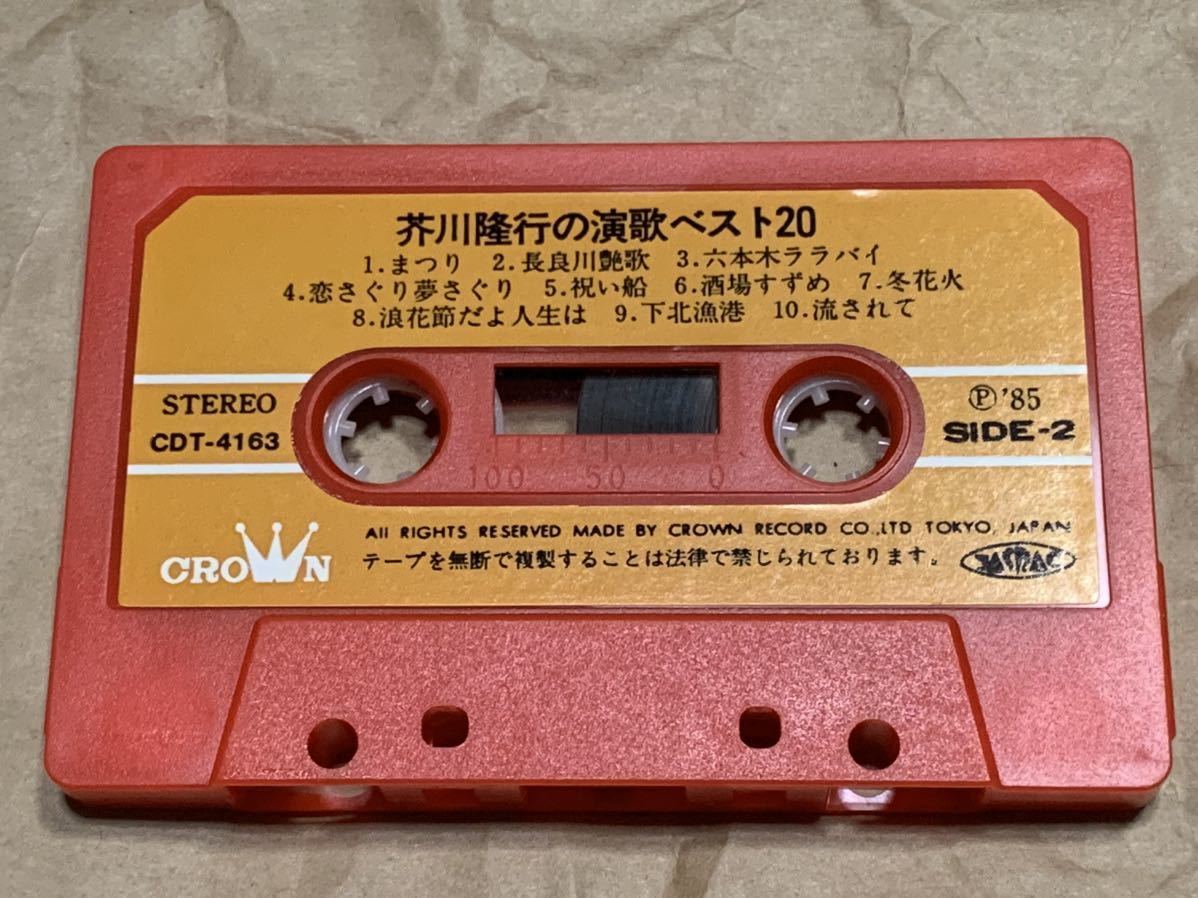 芥川隆行の演歌ベスト20
1.まつり 2.長良川艶歌 3.六本木ララバイ
4.恋さぐり夢さぐり 5.祝い船 6.酒場すずめ 7.冬花火
8.浪花節だよ人生は 9.下北漁港 10.流されて
STEREO
CDT-4163
Ⓟ'85
SIDE-2
100 50 0
CROWN
All RIGHTS RESERVED MADE BY CROWN RECORD CO.,LTD TOKYO, JAPAN
テープを無断で複製することは法律で禁じられております。
JASRAC